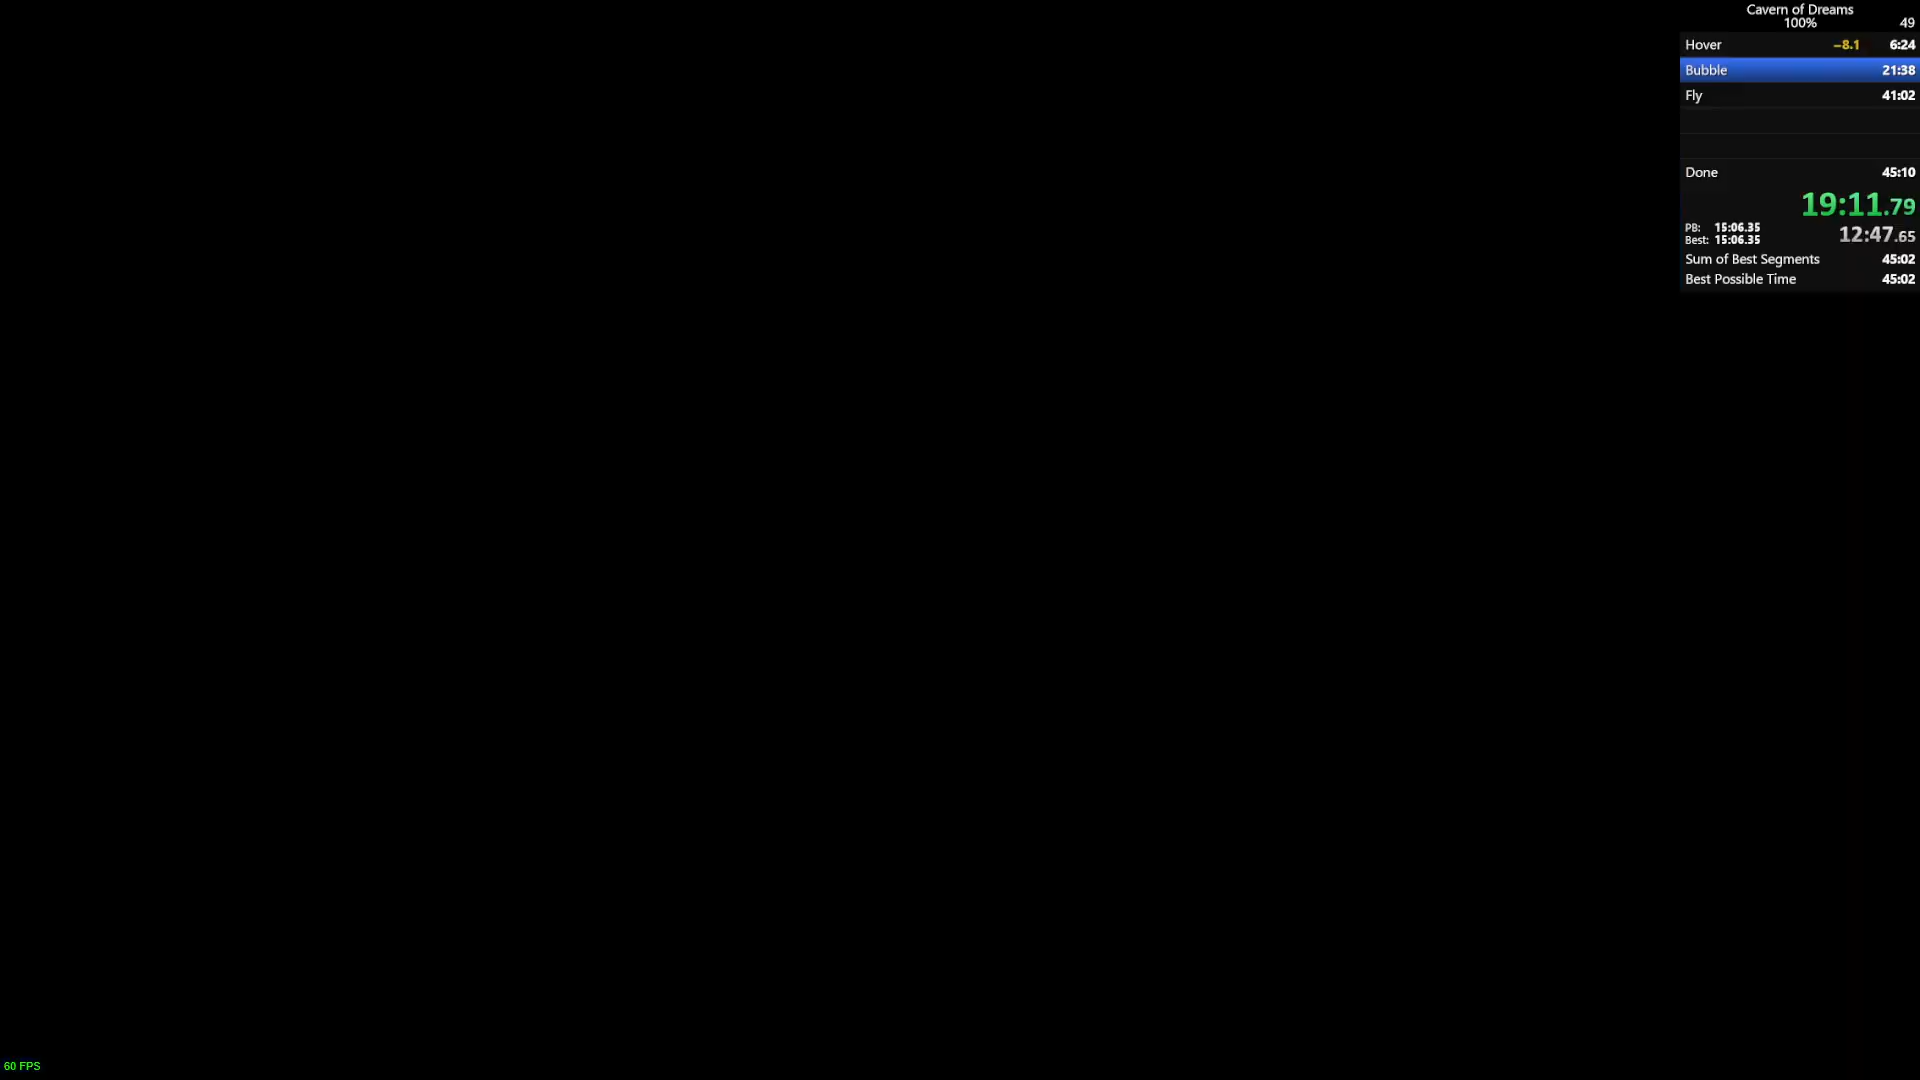 Cavern of Dreams
100% 49
Hover −8.1 6:24
Bubble 21:38
Fly 41:02
Done 45:10
19:11.79
PB: 15:06.35
Best: 15:06.35
12:47.65
Sum of Best Segments 45:02
Best Possible Time 45:02
60 FPS